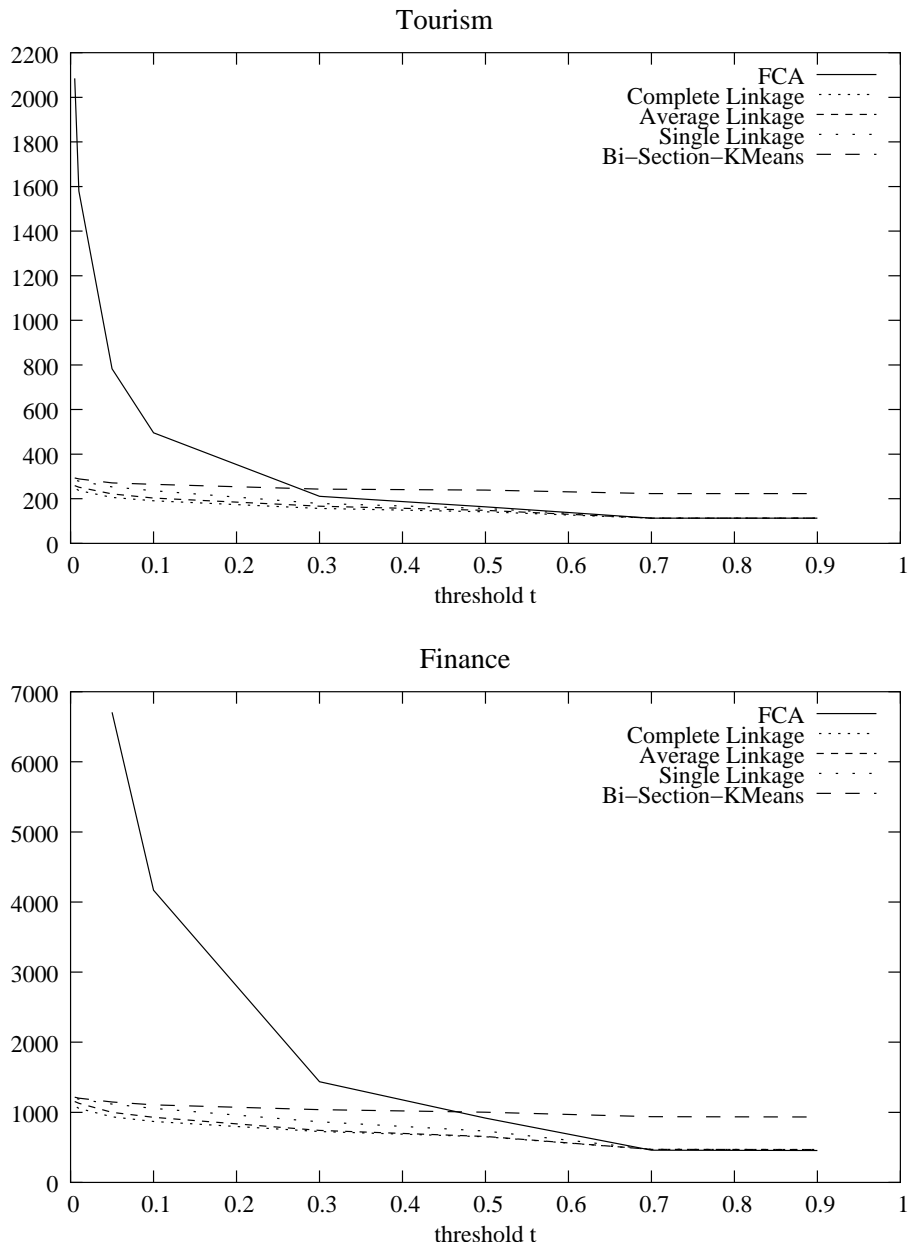 Tourism
2200
2000
1800
1600
1400
1200
1000
800
600
400
200
0
FCA
Complete Linkage
Average Linkage
Single Linkage
Bi−Section−KMeans
0 0.1 0.2 0.3 0.4 0.5 0.6 0.7 0.8 0.9 1
threshold t
Finance
7000
6000
5000
4000
3000
2000
1000
0
FCA
Complete Linkage
Average Linkage
Single Linkage
Bi−Section−KMeans
0 0.1 0.2 0.3 0.4 0.5 0.6 0.7 0.8 0.9 1
threshold t